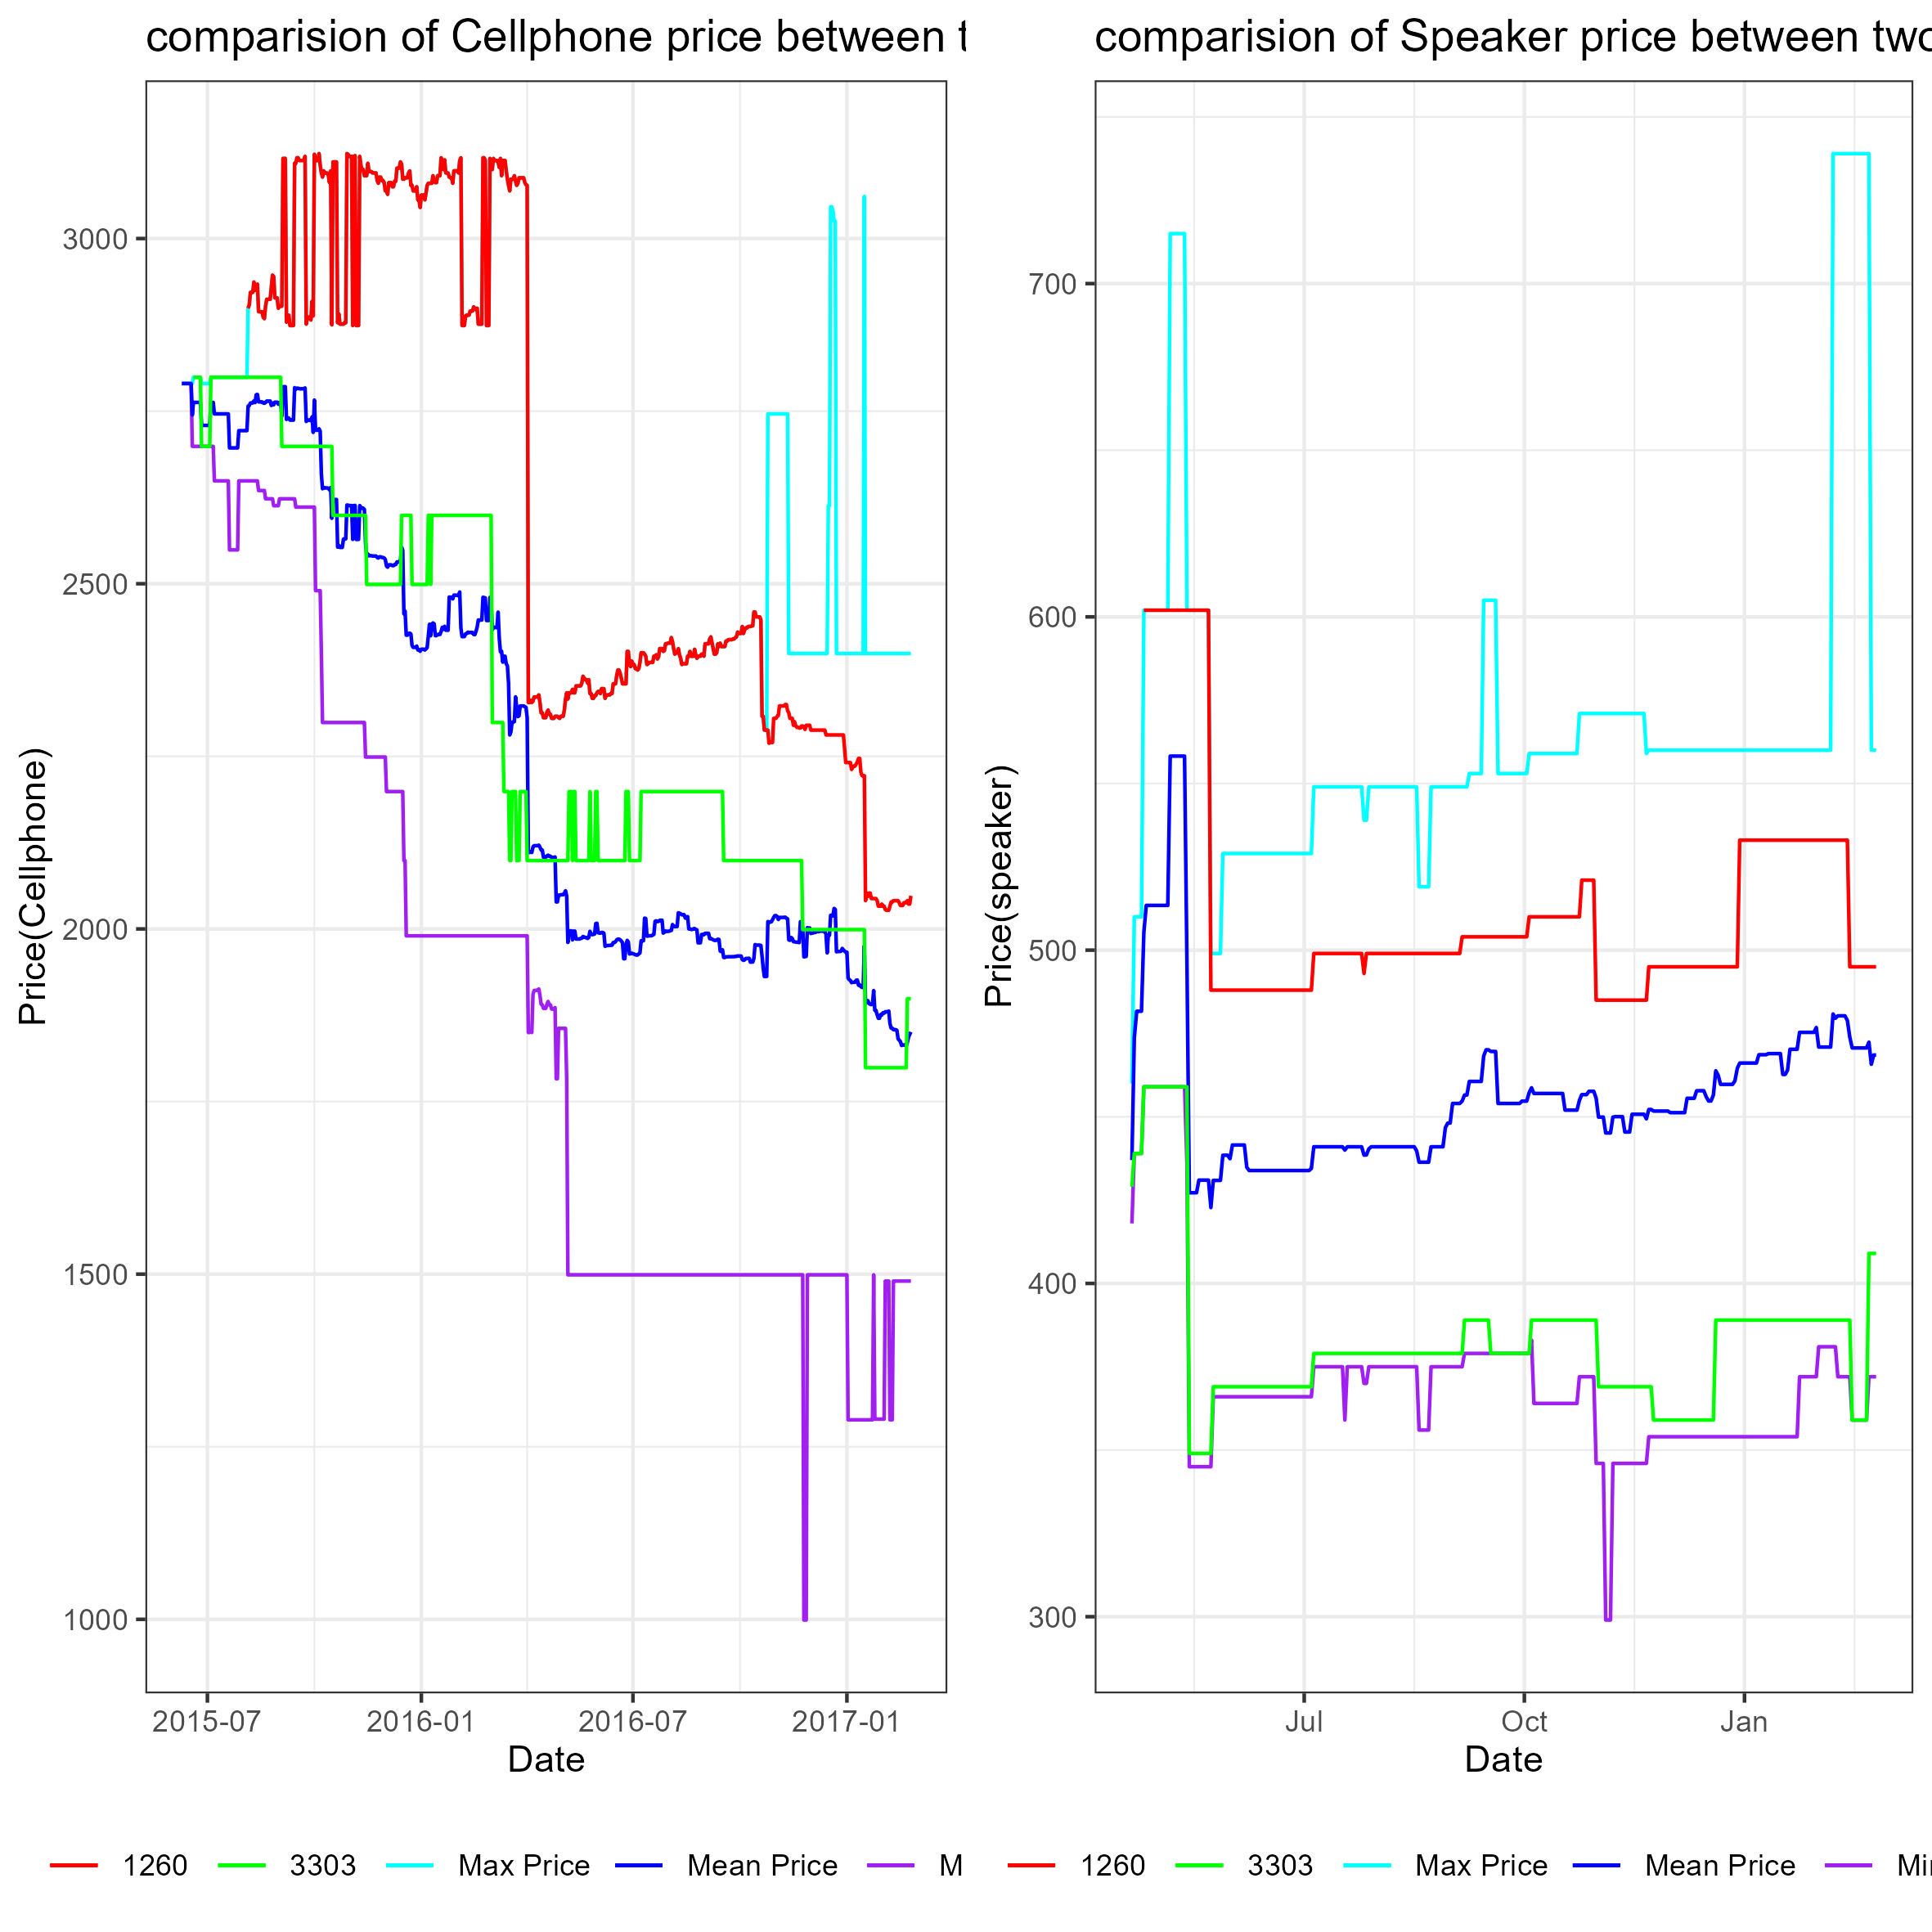 comparision of Cellphone price between t
Price(Cellphone)
3000
2500
2000
1500
1000
2015-07 2016-01 2016-07 2017-01
Date
1260 3303 Max Price Mean Price M
comparision of Speaker price between two
Price(speaker)
700
600
500
400
300
Jul Oct Jan
Date
1260 3303 Max Price Mean Price Min